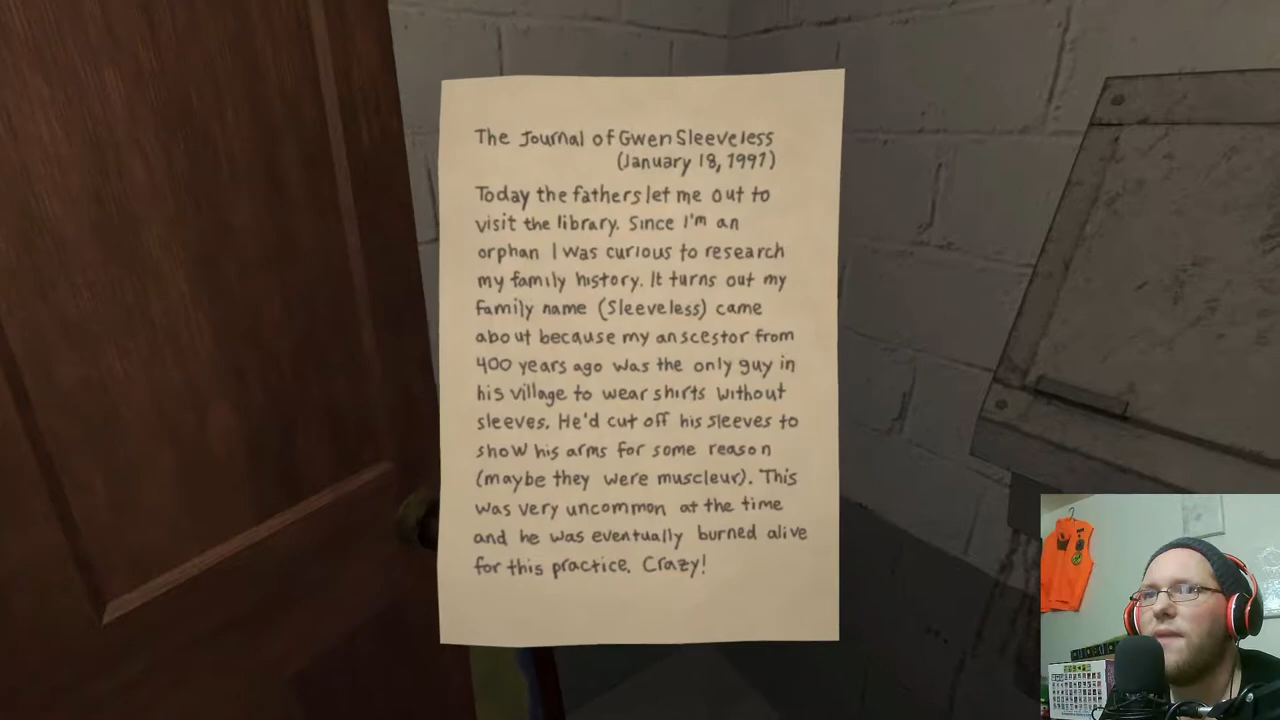 The Journal of Gwen Sleeveless
(January 18, 1991)
Today the fathers let me out to
visit the library. Since I'm an
orphan I was curious to research
my family history. It turns out my
family name (Sleeveless) came
about because my anscestor from
400 years ago was the only guy in
his village to wear shirts without
sleeves. He'd cut off his sleeves to
show his arms for some reason
(maybe they were muscleur). This
was very uncommon at the time
and he was eventually burned alive
for this practice. Crazy!